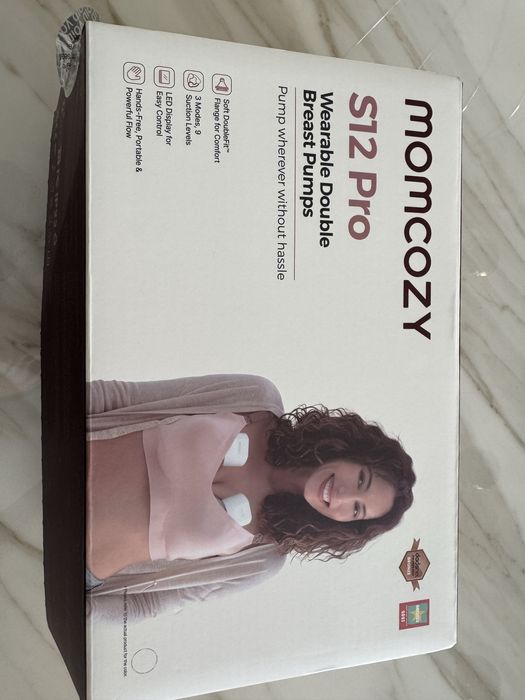 momcozy
S12 Pro
Wearable Double
Breast Pumps
Pump wherever without hassle
Soft DoubleFit™
Flange for Comfort
3 Modes, 9
Suction Levels
LED Display for
Easy Control
Hands-Free, Portable &
Powerful Flow